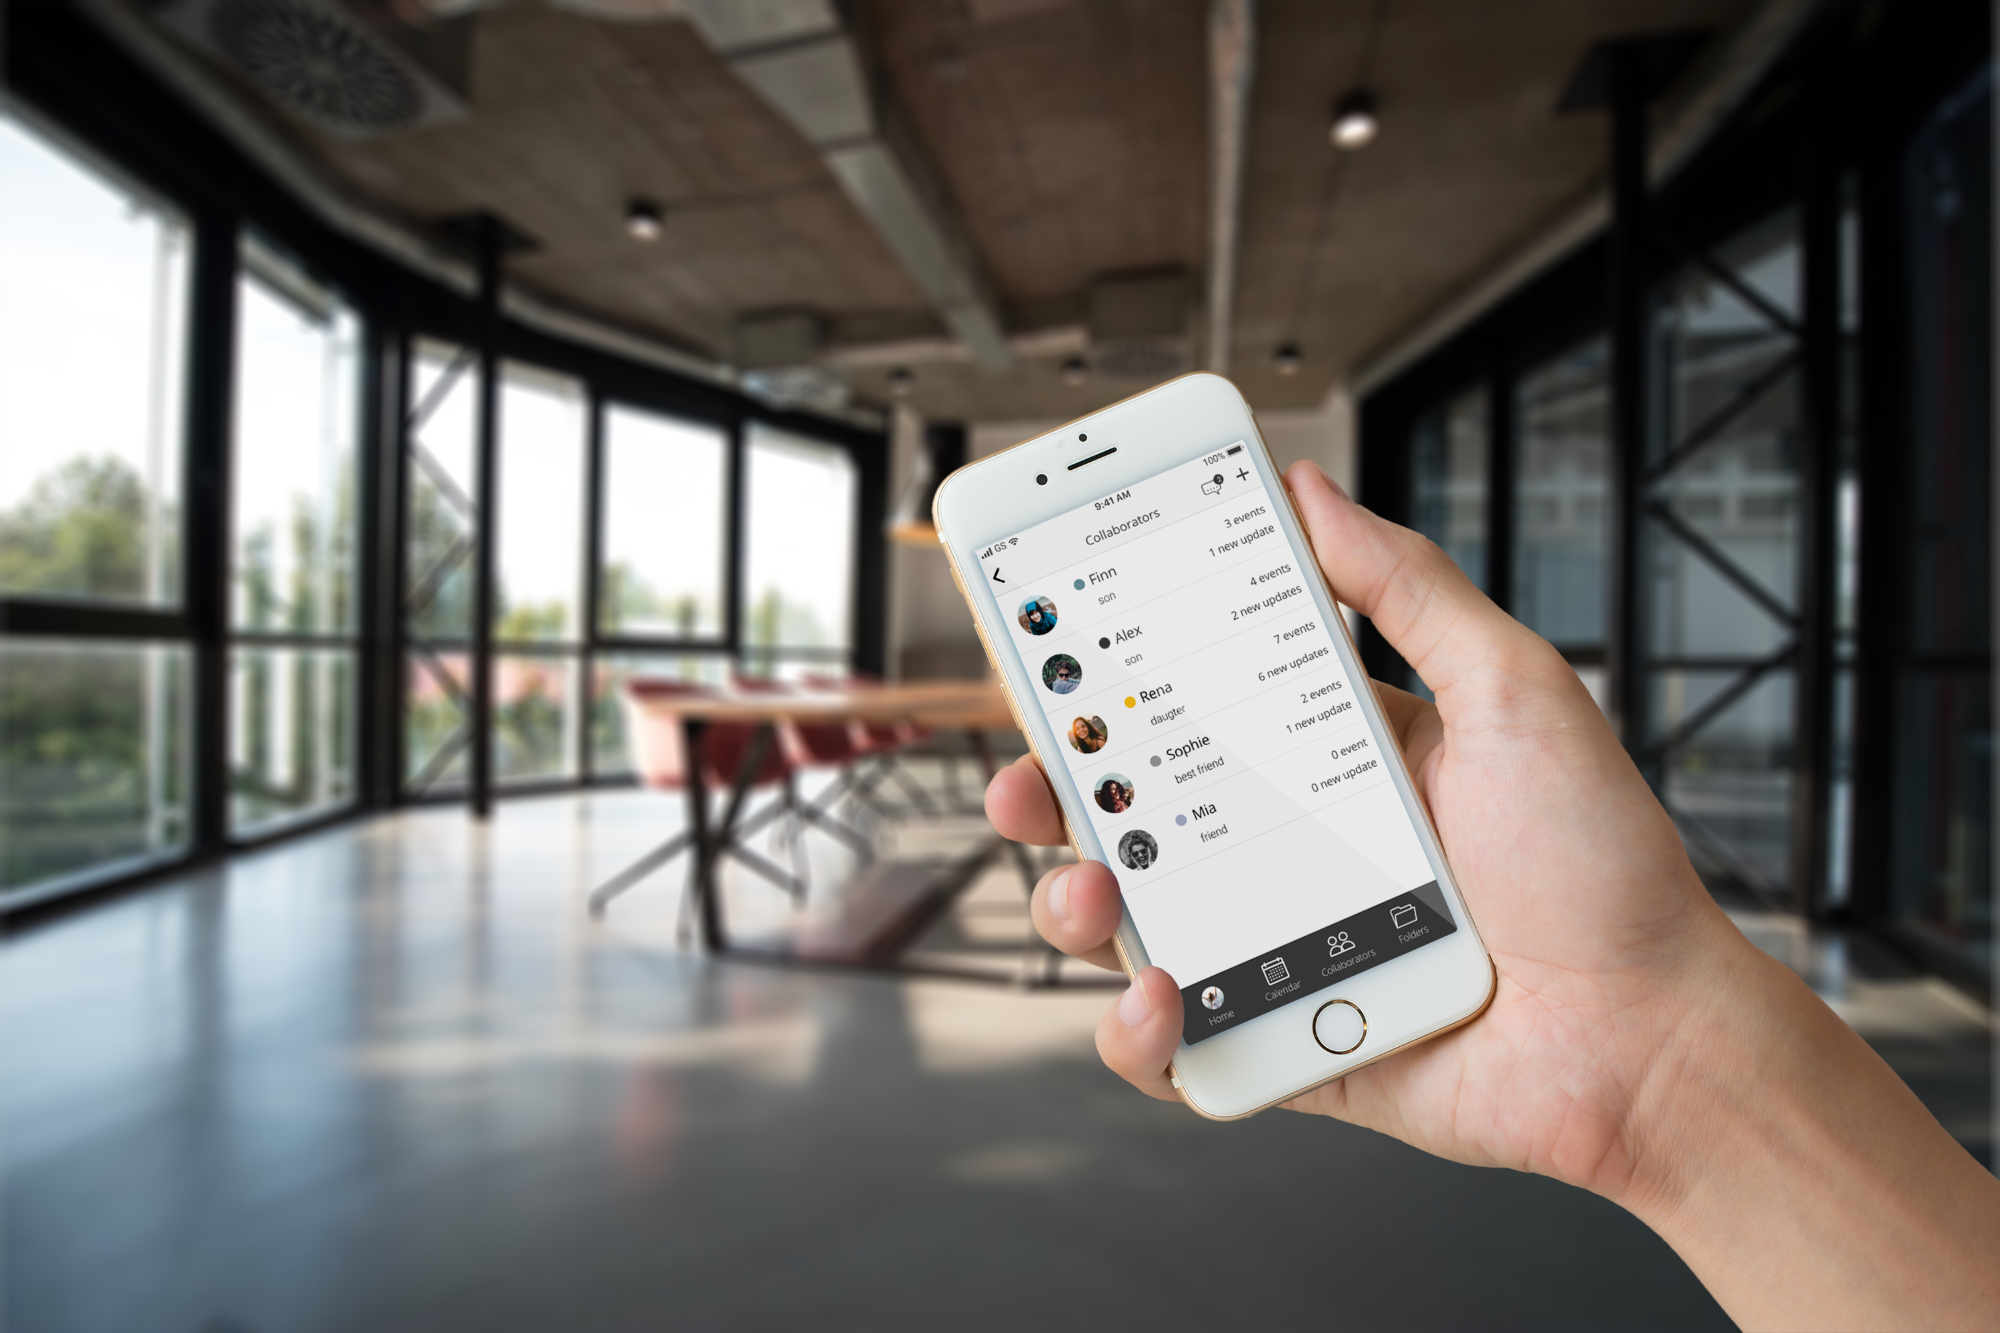 GS 9:41 AM 100%
Collaborators
Finn 3 events
son 1 new update
Alex 4 events
son 2 new updates
Rena 7 events
daugter 6 new updates
Sophie 2 events
best friend 1 new update
Mia 0 event
friend 0 new update
Home Calendar Collaborators Folders